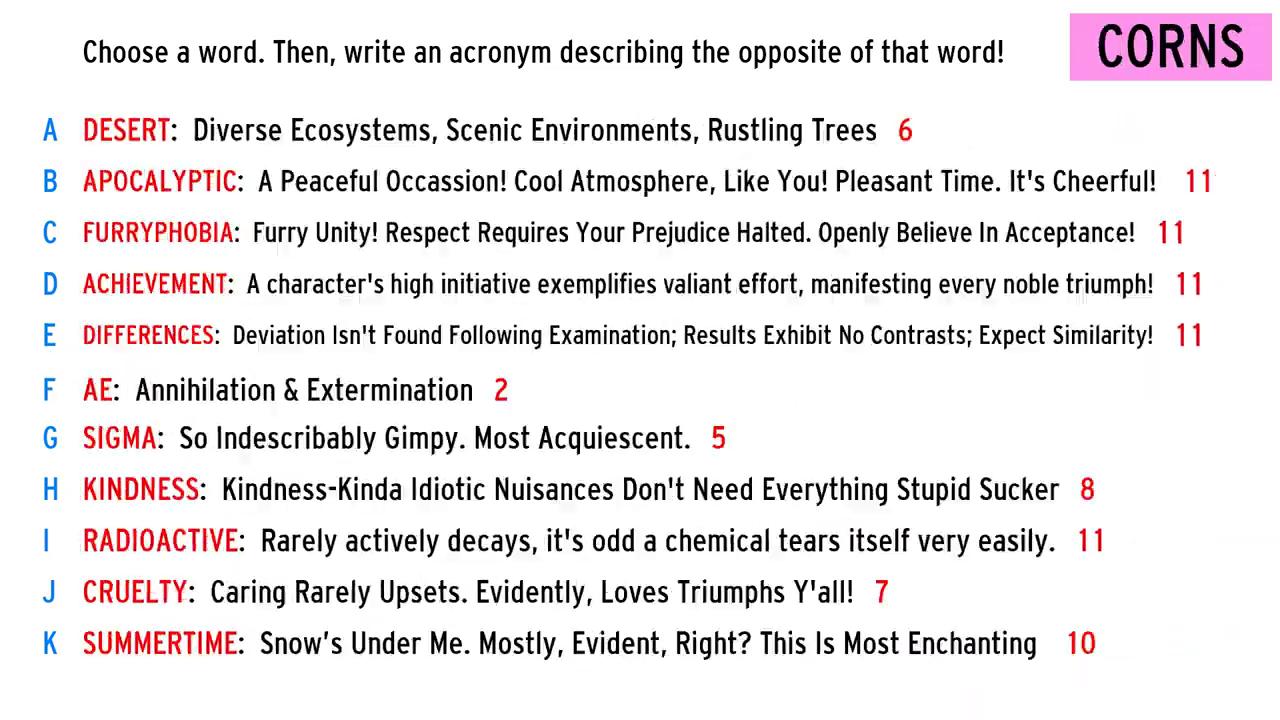 Choose a word. Then, write an acronym describing the opposite of that word!
CORNS
A DESERT: Diverse Ecosystems, Scenic Environments, Rustling Trees 6
B APOCALYPTIC: A Peaceful Occassion! Cool Atmosphere, Like You! Pleasant Time. It's Cheerful! 11
C FURRYPHOBIA: Furry Unity! Respect Requires Your Prejudice Halted. Openly Believe In Acceptance! 11
D ACHIEVEMENT: A character's high initiative exemplifies valiant effort, manifesting every noble triumph! 11
E DIFFERENCES: Deviation Isn't Found Following Examination; Results Exhibit No Contrasts; Expect Similarity! 11
F AE: Annihilation & Extermination 2
G SIGMA: So Indescribably Gimpy. Most Acquiescent. 5
H KINDNESS: Kindness-Kinda Idiotic Nuisances Don't Need Everything Stupid Sucker 8
I RADIOACTIVE: Rarely actively decays, it's odd a chemical tears itself very easily. 11
J CRUELTY: Caring Rarely Upsets. Evidently, Loves Triumphs Y'all! 7
K SUMMERTIME: Snow’s Under Me. Mostly, Evident, Right? This Is Most Enchanting 10